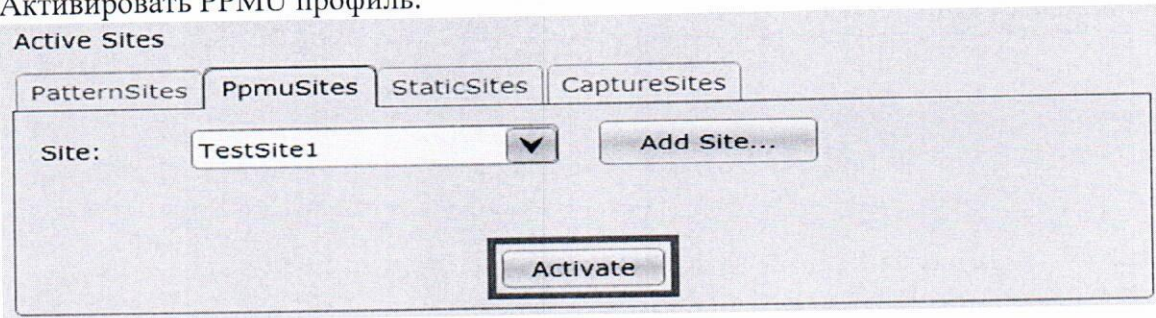 Активировать PPMU профиль:
Active Sites
PatternSites PpmuSites StaticSites CaptureSites
Site: TestSite1 Add Site...
Activate